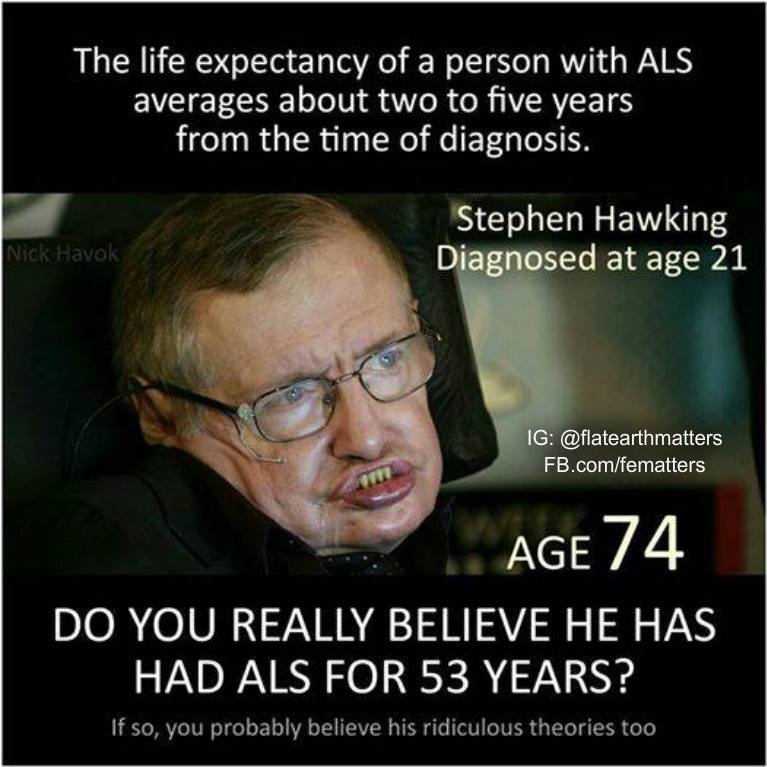 The life expectancy of a person with ALS
averages about two to five years
from the time of diagnosis.
Stephen Hawking
Diagnosed at age 21
Nick Havok
IG: @flatearthmatters
FB.com/fematters
WEEK
AGE 74
DO YOU REALLY BELIEVE HE HAS
HAD ALS FOR 53 YEARS?
If so, you probably believe his ridiculous theories too